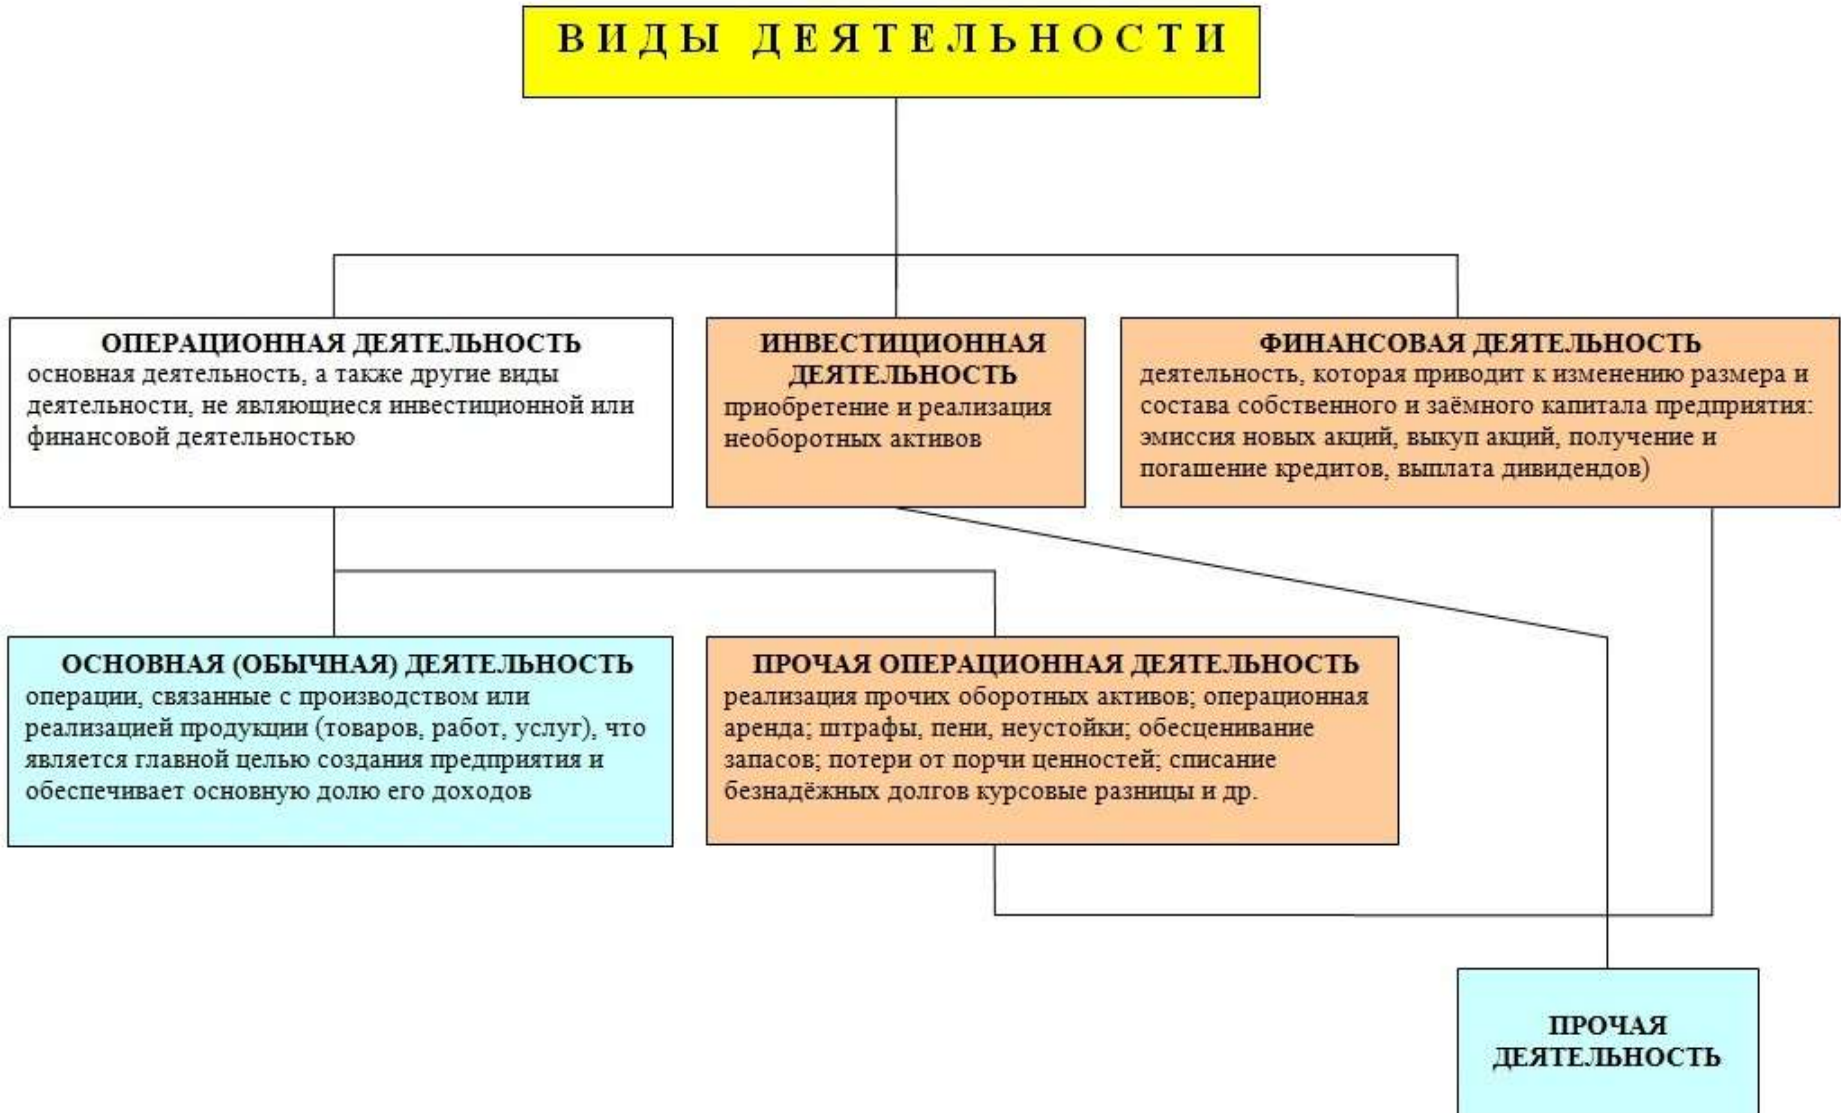 ВИДЫ ДЕЯТЕЛЬНОСТИ
ОПЕРАЦИОННАЯ ДЕЯТЕЛЬНОСТЬ
основная деятельность, а также другие виды
деятельности, не являющиеся инвестиционной или
финансовой деятельностью
ИНВЕСТИЦИОННАЯ
ДЕЯТЕЛЬНОСТЬ
приобретение и реализация
необоротных активов
ФИНАНСОВАЯ ДЕЯТЕЛЬНОСТЬ
деятельность, которая приводит к изменению размера и
состава собственного и заёмного капитала предприятия:
эмиссия новых акций, выкуп акций, получение и
погашение кредитов, выплата дивидендов)
ОСНОВНАЯ (ОБЫЧНАЯ) ДЕЯТЕЛЬНОСТЬ
операции, связанные с производством или
реализацией продукции (товаров, работ, услуг), что
является главной целью создания предприятия и
обеспечивает основную долю его доходов
ПРОЧАЯ ОПЕРАЦИОННАЯ ДЕЯТЕЛЬНОСТЬ
реализация прочих оборотных активов; операционная
аренда; штрафы, пени, неустойки; обесценивание
запасов; потери от порчи ценностей; списание
безнадёжных долгов курсовые разницы и др.
ПРОЧАЯ
ДЕЯТЕЛЬНОСТЬ